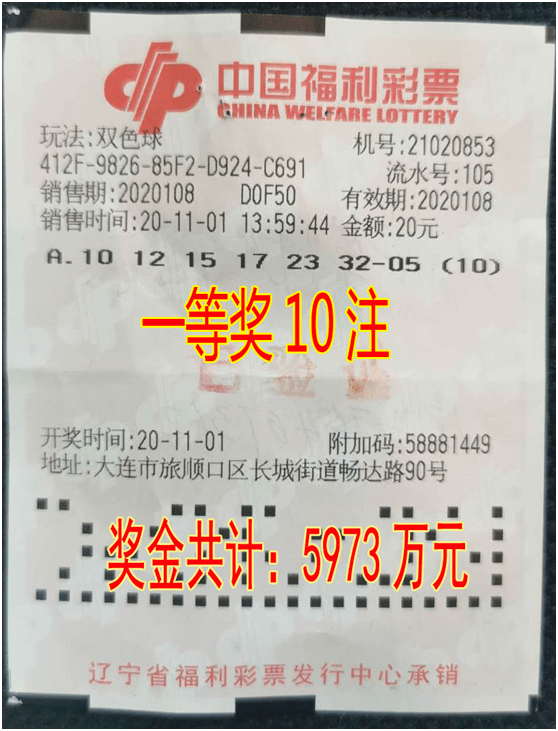 中国福利彩票
CHINA WELFARE LOTTERY
玩法:双色球 机号:21020853
412F-9826-85F2-D924-C691 流水号:105
销售期:2020108 D0F50 有效期:2020108
销售时间:20-11-01 13:59:44 金额:20元
A.10 12 15 17 23 32-05 (10)
一等奖 10 注
开奖时间:20-11-01 附加码:58881449
地址:大连市旅顺口区长城街道畅达路90号
奖金共计：5973 万元
辽宁省福利彩票发行中心承销